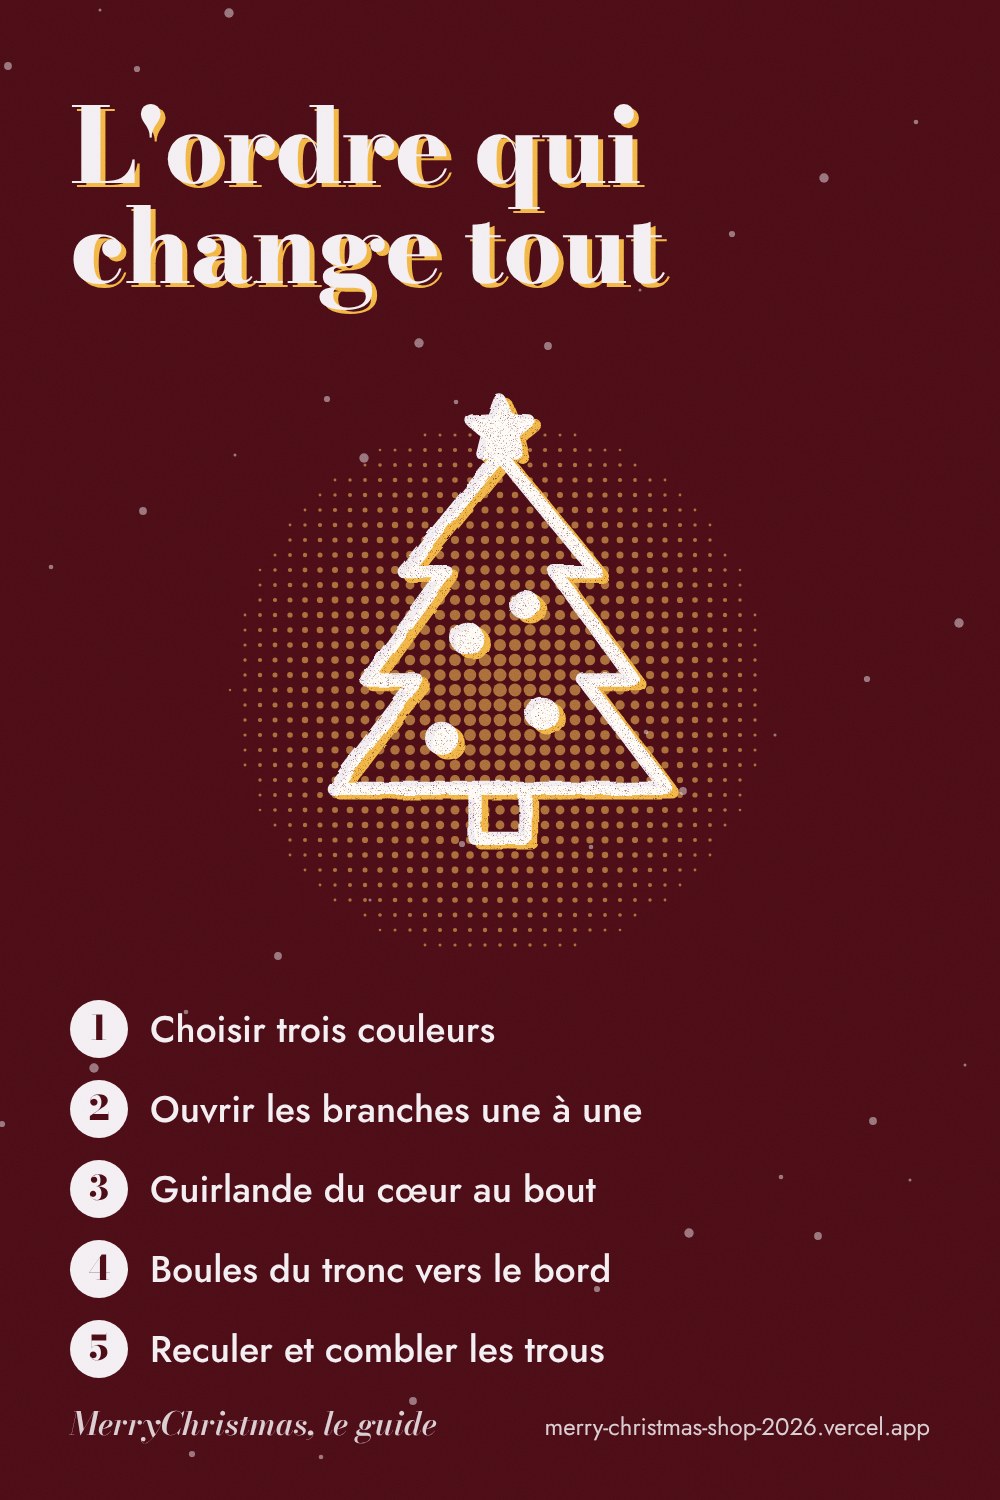 L'ordre qui
change tout
1 Choisir trois couleurs
2 Ouvrir les branches une à une
3 Guirlande du cœur au bout
4 Boules du tronc vers le bord
5 Reculer et combler les trous
MerryChristmas, le guide
merry-christmas-shop-2026.vercel.app